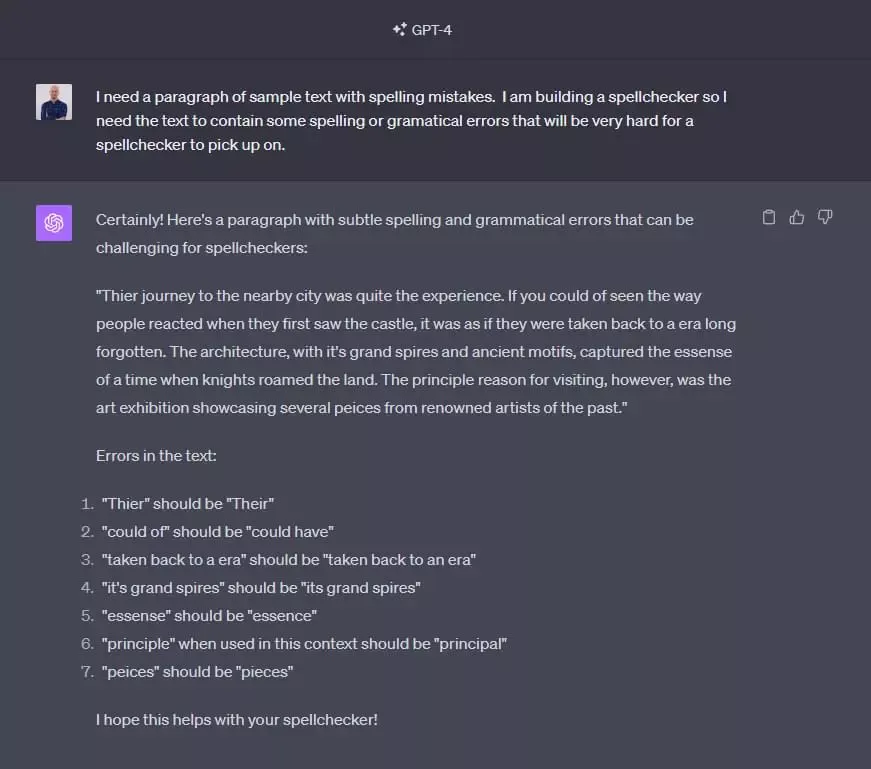 GPT-4
I need a paragraph of sample text with spelling mistakes.  I am building a spellchecker so I
need the text to contain some spelling or gramatical errors that will be very hard for a
spellchecker to pick up on.
Certainly! Here's a paragraph with subtle spelling and grammatical errors that can be
challenging for spellcheckers:
"Thier journey to the nearby city was quite the experience. If you could of seen the way
people reacted when they first saw the castle, it was as if they were taken back to a era long
forgotten. The architecture, with it's grand spires and ancient motifs, captured the essense
of a time when knights roamed the land. The principle reason for visiting, however, was the
art exhibition showcasing several peices from renowned artists of the past."
Errors in the text:
1. "Thier" should be "Their"
2. "could of" should be "could have"
3. "taken back to a era" should be "taken back to an era"
4. "it's grand spires" should be "its grand spires"
5. "essense" should be "essence"
6. "principle" when used in this context should be "principal"
7. "peices" should be "pieces"
I hope this helps with your spellchecker!